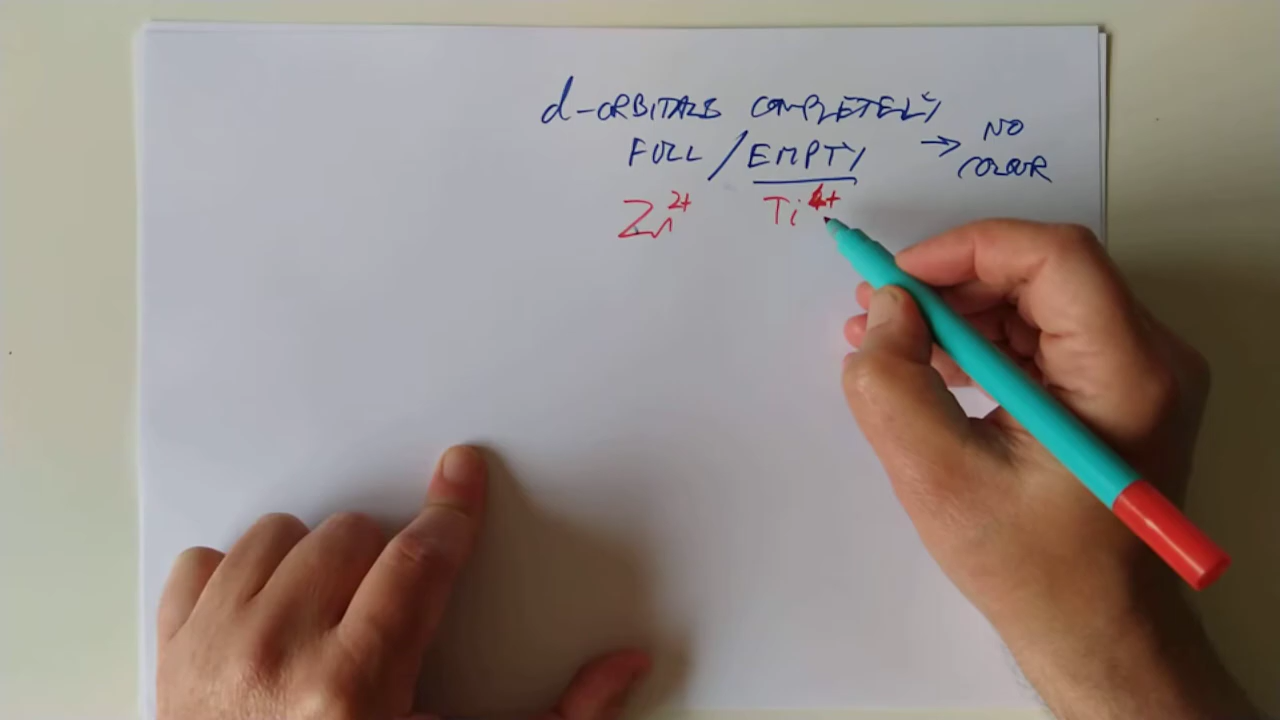 d-ORBITALS COMPLETELY
FULL / EMPTY → NO COLOUR
Zn²⁺ Ti⁴⁺